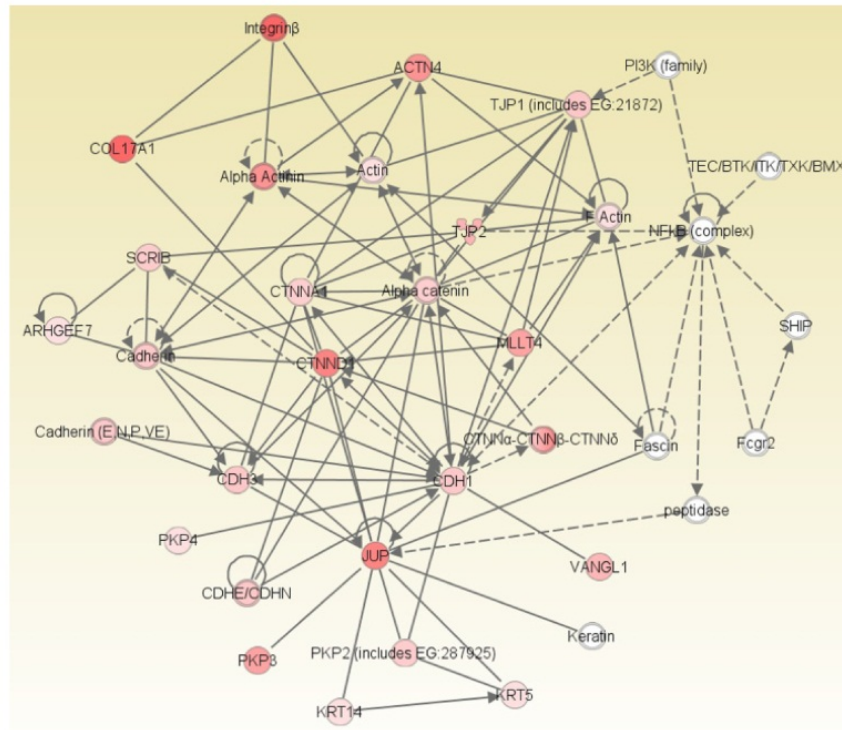 Integrinβ
ACTN4
PI3K (family)
TJP1 (includes EG:21872)
COL17A1
Alpha Actinin
Actin
TEC/BTK/ITK/TXK/BMX
F Actin
TJP2
NFkB (complex)
SCRIB
CTNNA1
Alpha catenin
ARHGEF7
SHIP
Cadherin
CTNND1
MLLT4
Cadherin (E,N,P,VE)
CTNNα-CTNNβ-CTNNδ
Fascin
Fcgr2
CDH3
CDH1
peptidase
PKP4
JUP
VANGL1
CDHE/CDHN
Keratin
PKP3
PKP2 (includes EG:287925)
KRT5
KRT14